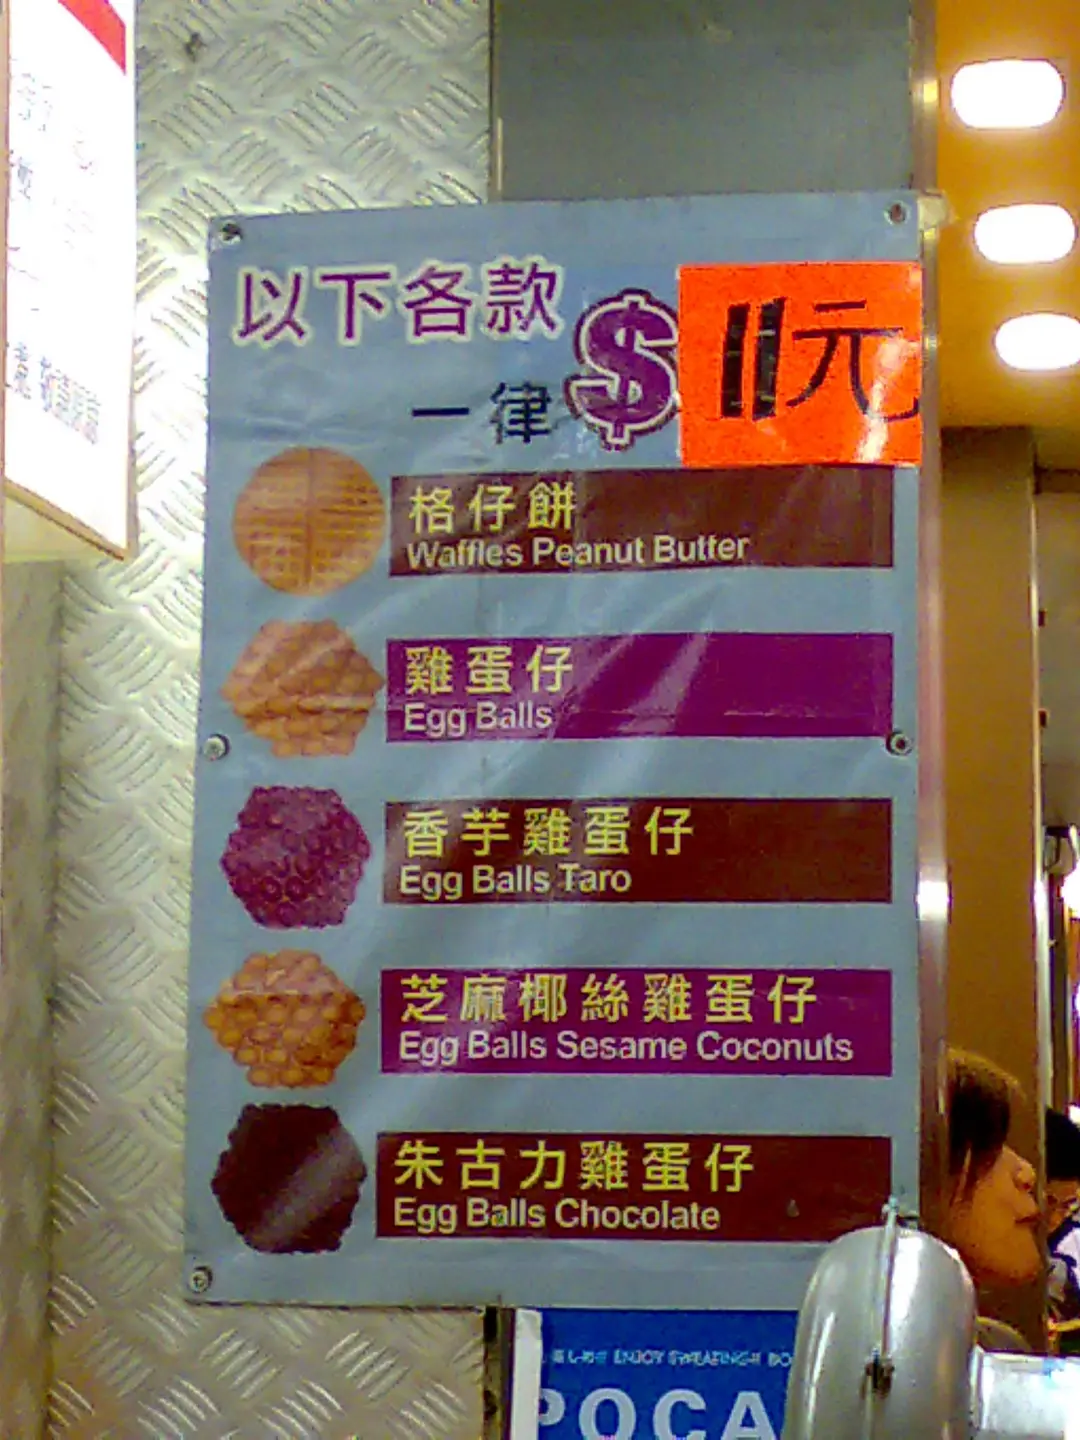 以下各款
一律 $ 11元
格仔餅
Waffles Peanut Butter
雞蛋仔
Egg Balls
香芋雞蛋仔
Egg Balls Taro
芝麻椰絲雞蛋仔
Egg Balls Sesame Coconuts
朱古力雞蛋仔
Egg Balls Chocolate
ENJOY
POCA